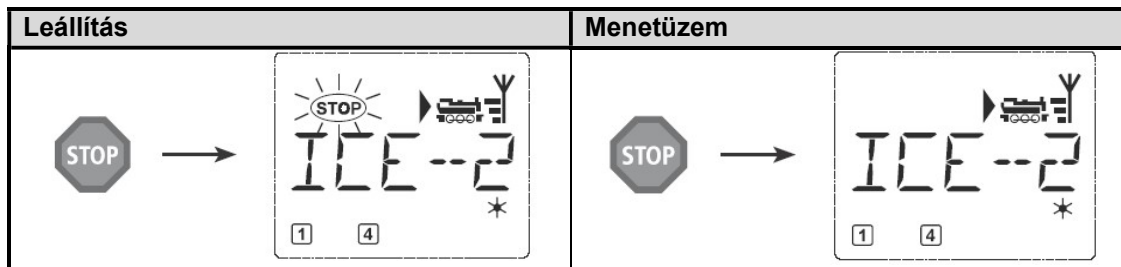 Leállítás
Menetüzem
STOP
STOP
ICE--2
1 4
STOP
ICE--2
1 4